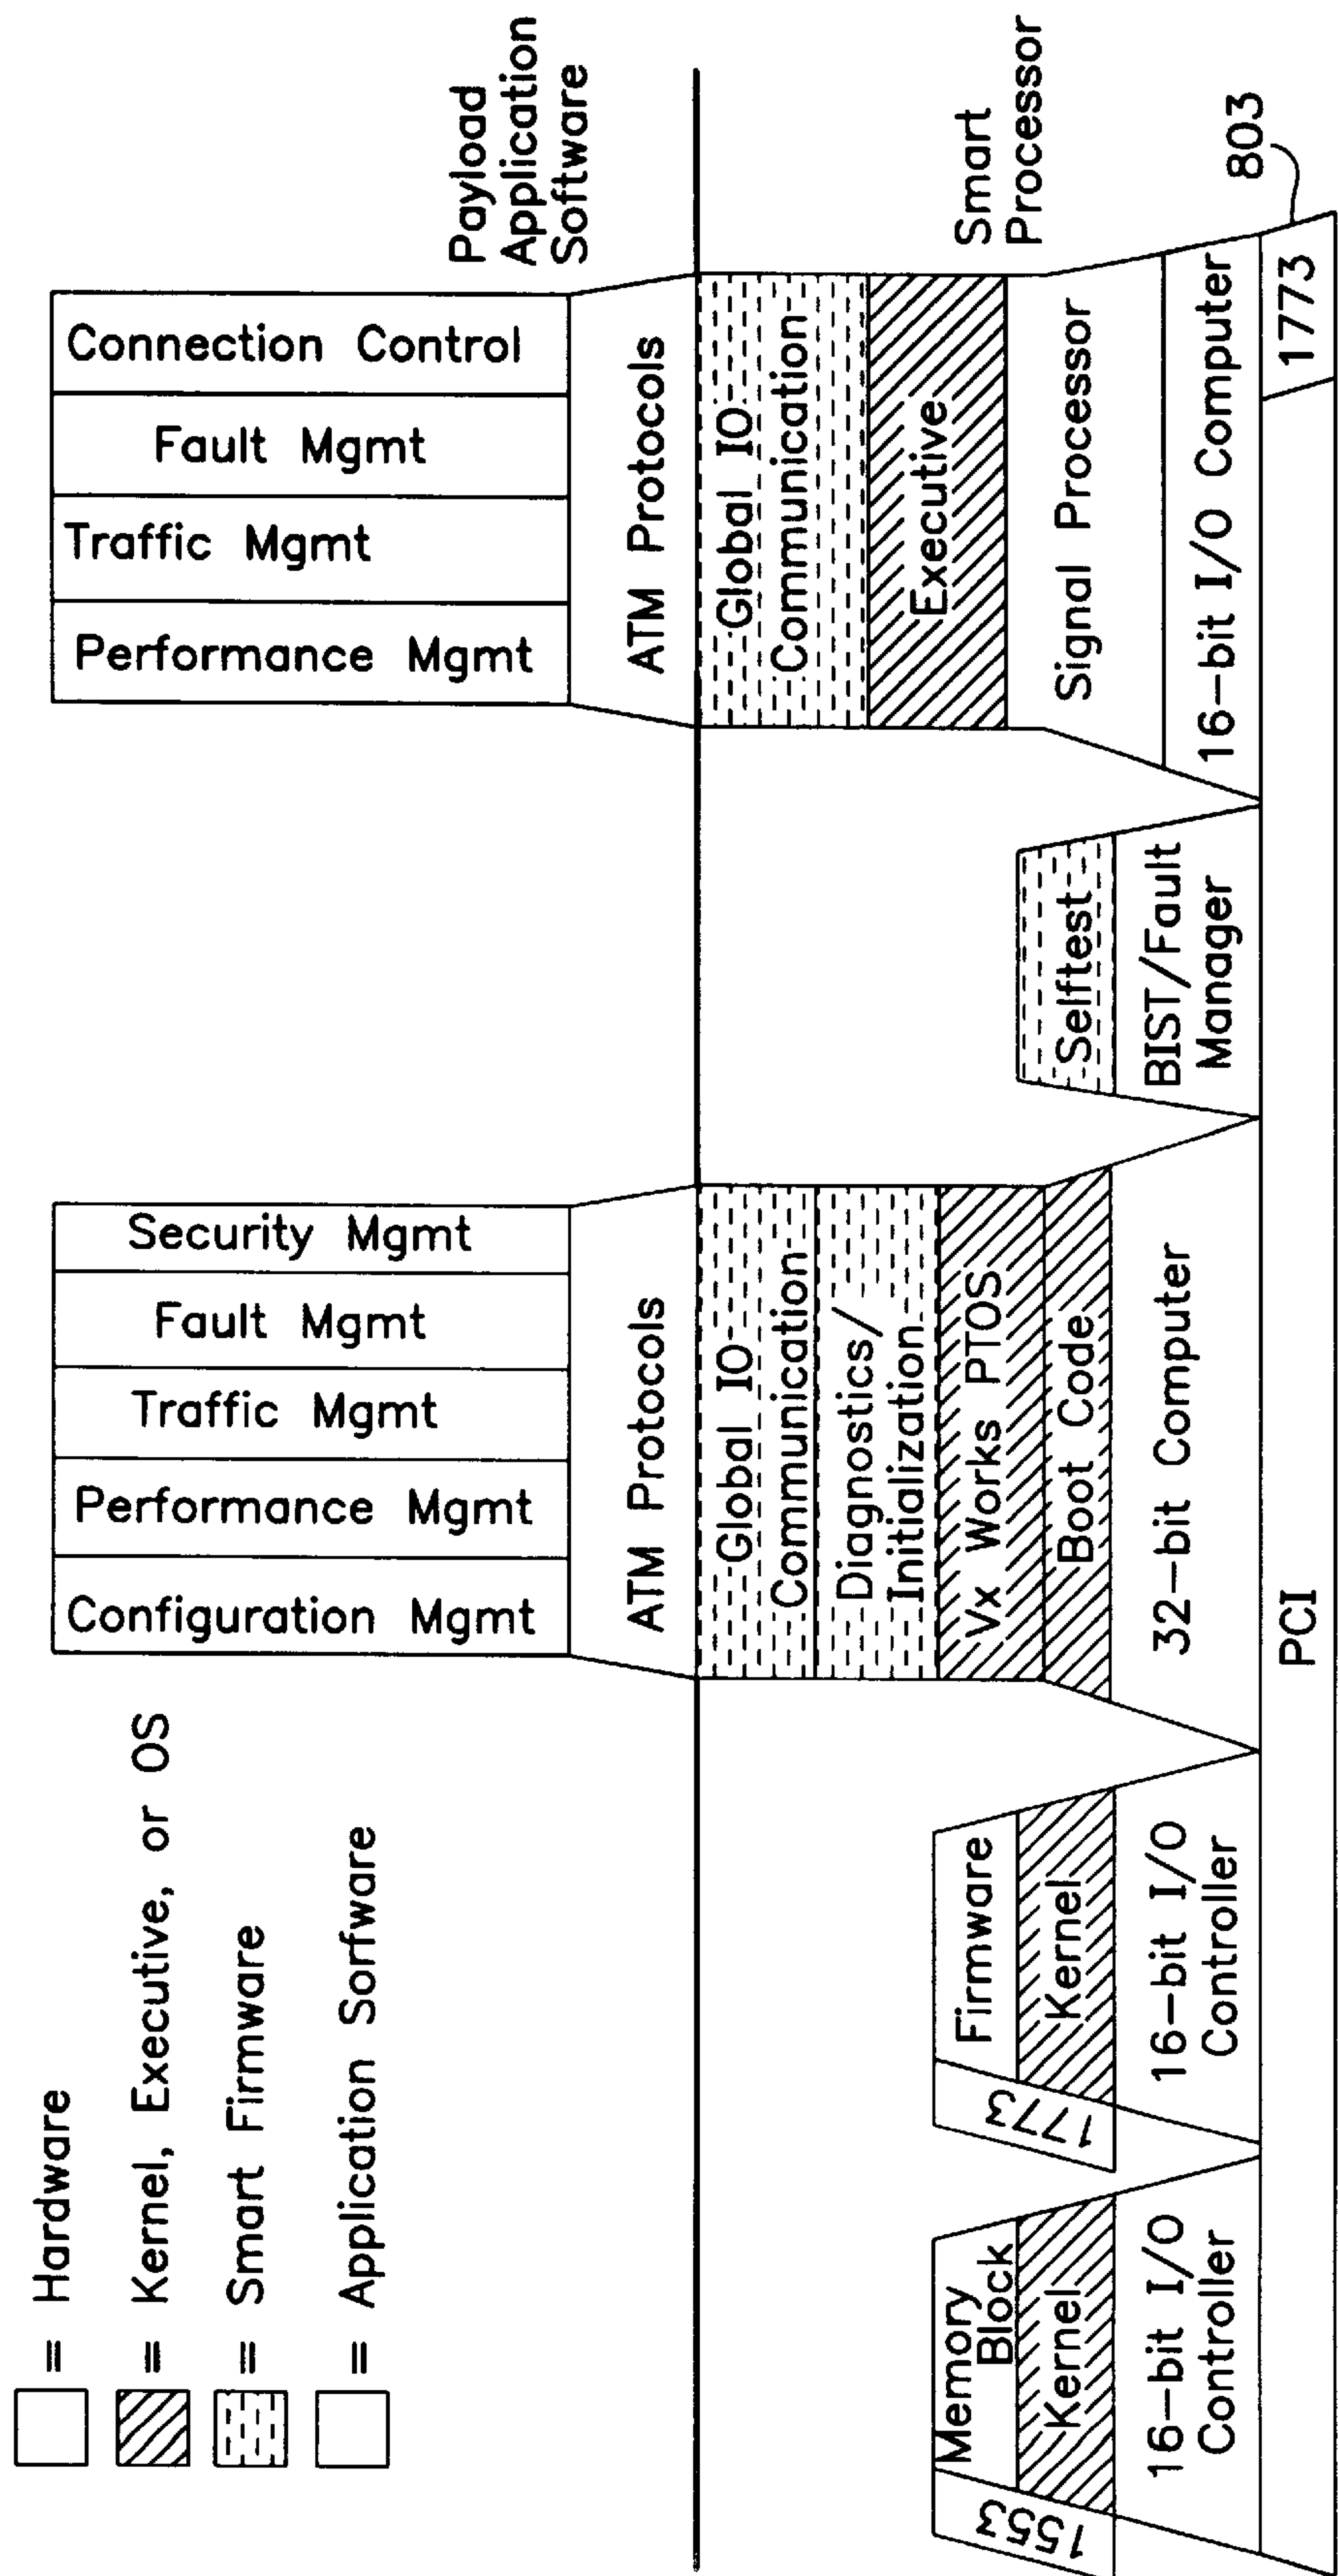 = Hardware
= Kernel, Executive, or OS
= Smart Firmware
= Application Sorfware
Configuration Mgmt
Performance Mgmt
Traffic Mgmt
Fault Mgmt
Security Mgmt
ATM Protocols
Performance Mgmt
Traffic Mgmt
Fault Mgmt
Connection Control
ATM Protocols
Payload
Application
Software
1553
Memory
Block
Kernel
16-bit I/O
Controller
1773
Firmware
Kernel
16-bit I/O
Controller
Global IO
Communication
Diagnostics/
Initialization
Vx Works PTOS
Boot Code
32-bit Computer
Selftest
BIST/Fault
Manager
Global IO
Communication
Executive
Signal Processor
16-bit I/O Computer
Smart
Processor
PCI
1773
803